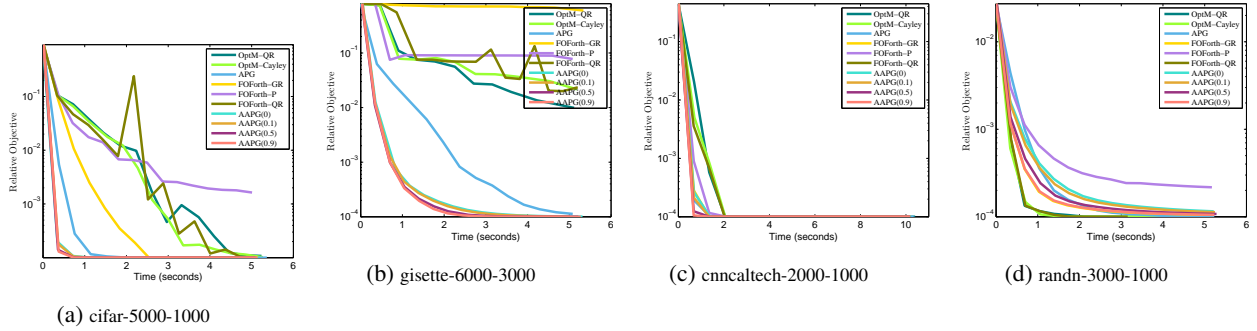 Relative Objective
10⁻¹
10⁻²
10⁻³
0 1 2 3 4 5 6
Time (seconds)
OptM−QR
OptM−Cayley
APG
FOForth−GR
FOForth−P
FOForth−QR
AAPG(0)
AAPG(0.1)
AAPG(0.5)
AAPG(0.9)
(a) cifar-5000-1000
Relative Objective
10⁻¹
10⁻²
10⁻³
10⁻⁴
0 1 2 3 4 5 6
Time (seconds)
OptM−QR
OptM−Cayley
APG
FOForth−GR
FOForth−P
FOForth−QR
AAPG(0)
AAPG(0.1)
AAPG(0.5)
AAPG(0.9)
(b) gisette-6000-3000
Relative Objective
10⁻¹
10⁻²
10⁻³
10⁻⁴
0 2 4 6 8 10
Time (seconds)
OptM−QR
OptM−Cayley
APG
FOForth−GR
FOForth−P
FOForth−QR
AAPG(0)
AAPG(0.1)
AAPG(0.5)
AAPG(0.9)
(c) cnncaltech-2000-1000
Relative Objective
10⁻²
10⁻³
10⁻⁴
0 1 2 3 4 5 6
Time (seconds)
OptM−QR
OptM−Cayley
APG
FOForth−GR
FOForth−P
FOForth−QR
AAPG(0)
AAPG(0.1)
AAPG(0.5)
AAPG(0.9)
(d) randn-3000-1000